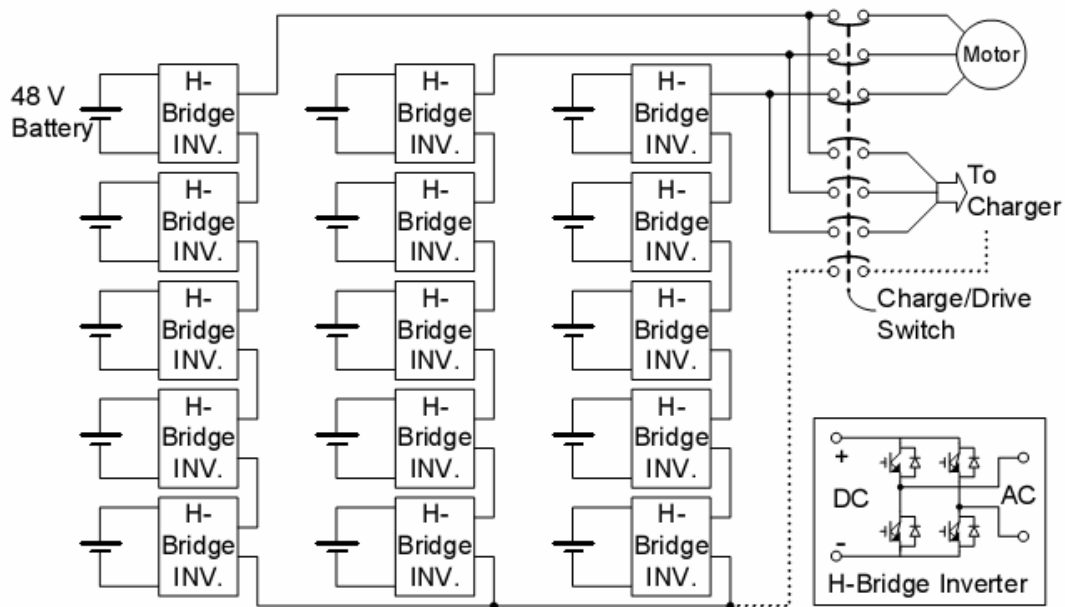 48 V
Battery
H-
Bridge
INV.
H-
Bridge
INV.
H-
Bridge
INV.
H-
Bridge
INV.
H-
Bridge
INV.
H-
Bridge
INV.
H-
Bridge
INV.
H-
Bridge
INV.
H-
Bridge
INV.
H-
Bridge
INV.
H-
Bridge
INV.
H-
Bridge
INV.
H-
Bridge
INV.
H-
Bridge
INV.
H-
Bridge
INV.
Motor
To
Charger
Charge/Drive
Switch
+
DC
AC
-
H-Bridge Inverter